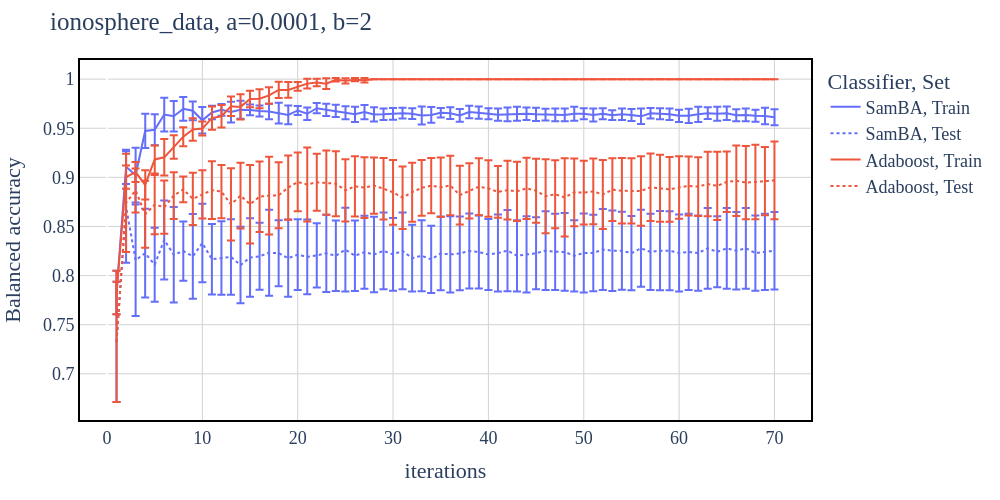 ionosphere_data, a=0.0001, b=2
Classifier, Set
SamBA, Train
SamBA, Test
Adaboost, Train
Adaboost, Test
Balanced accuracy
1
0.95
0.9
0.85
0.8
0.75
0.7
0 10 20 30 40 50 60 70
iterations